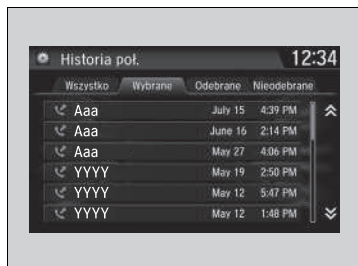 Historia poł. 12:34
Wszystko Wybrane Odebrane Nieodebrane
Aaa July 15 4:39 PM
Aaa June 16 2:14 PM
Aaa May 27 4:06 PM
YYYY May 19 2:50 PM
YYYY May 12 5:47 PM
YYYY May 12 1:48 PM